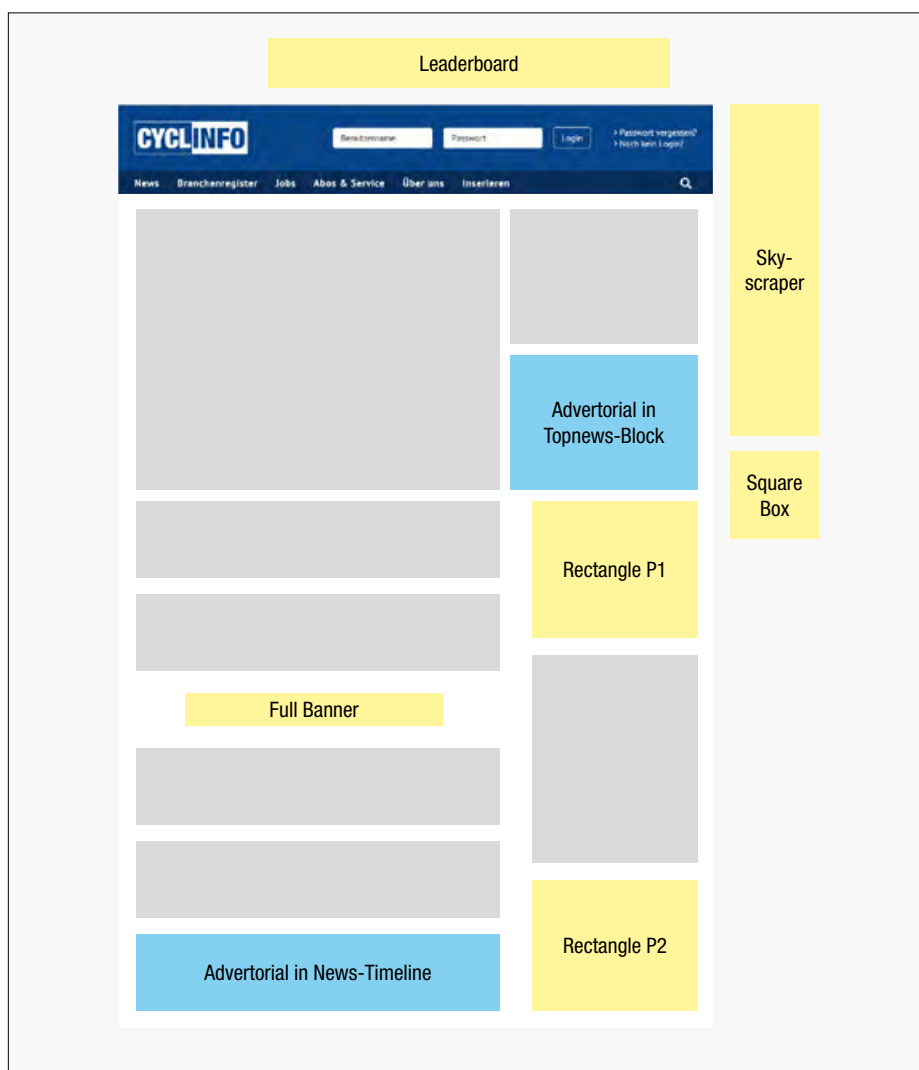 Leaderboard
CYCLINFO
Benutzername
Passwort
Login
> Passwort vergessen?
> Noch kein Login?
News Branchenregister Jobs Abos & Service Über uns Inserieren
Sky-
scraper
Advertorial in
Topnews-Block
Square
Box
Rectangle P1
Full Banner
Rectangle P2
Advertorial in News-Timeline